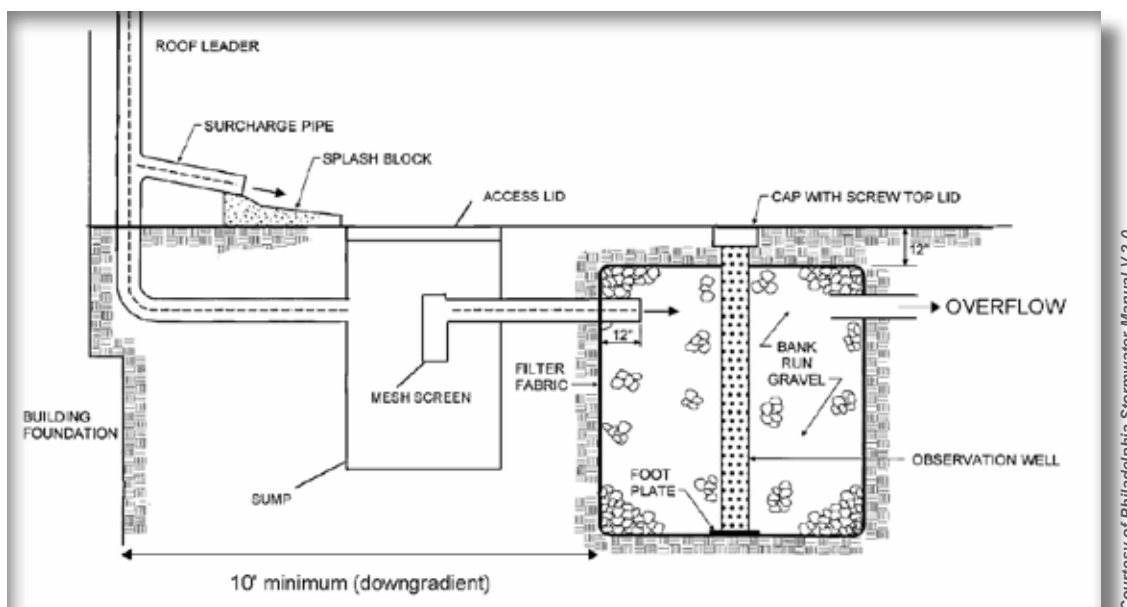 ROOF LEADER
SURCHARGE PIPE
SPLASH BLOCK
ACCESS LID
CAP WITH SCREW TOP LID
12"
OVERFLOW
12"
BANK
RUN
GRAVEL
FILTER
FABRIC
MESH SCREEN
BUILDING
FOUNDATION
OBSERVATION WELL
FOOT
PLATE
SUMP
10' minimum (downgradient)
Courtesy of Philadelphia Stormwater Manual V 2.0